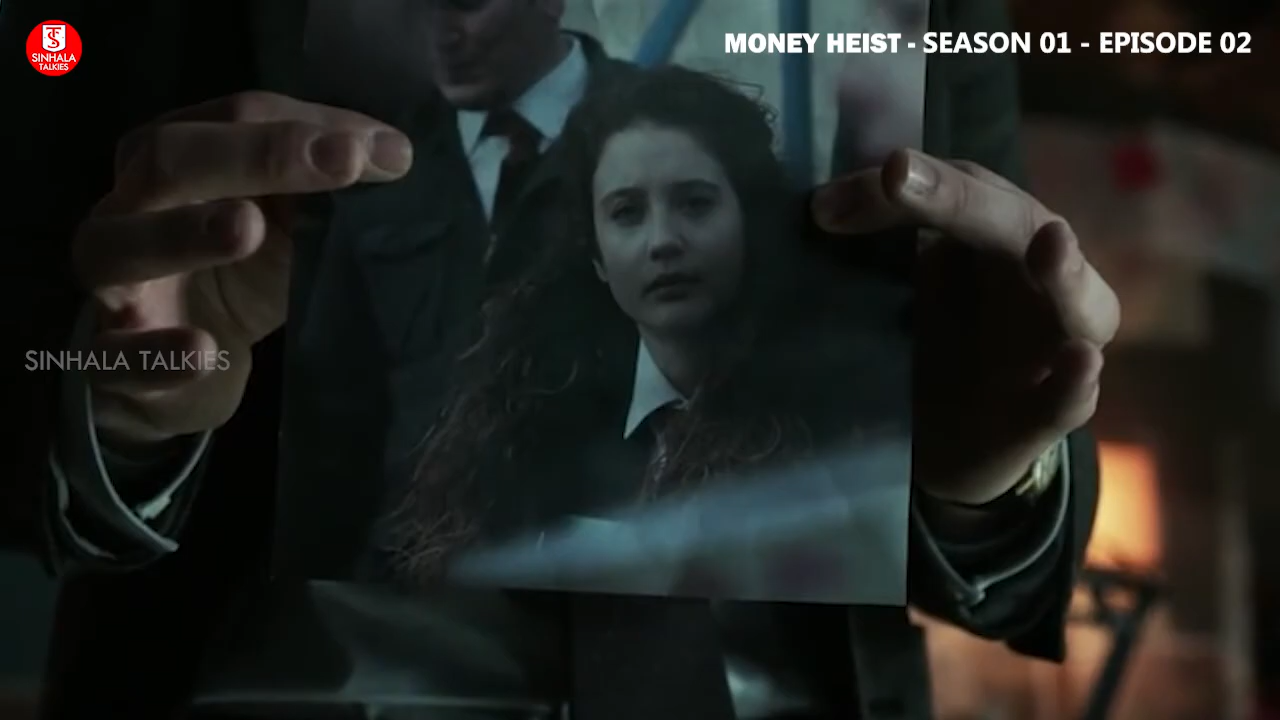 SINHALA
TALKIES
MONEY HEIST - SEASON 01 - EPISODE 02
SINHALA TALKIES